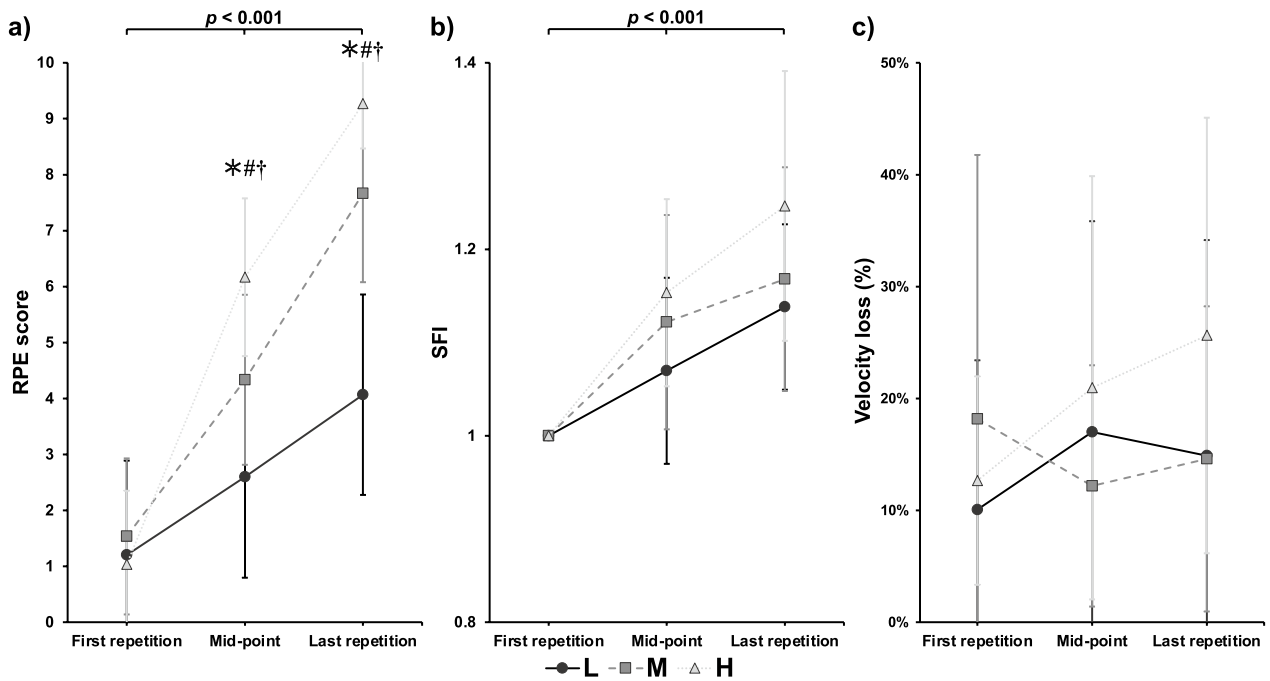 a)
p < 0.001
∗#†
∗#†
RPE score
10
9
8
7
6
5
4
3
2
1
0
First repetition Mid-point Last repetition
b)
p < 0.001
SFI
1.4
1.2
1
0.8
First repetition Mid-point Last repetition
c)
Velocity loss (%)
50%
40%
30%
20%
10%
0%
First repetition Mid-point Last repetition
L M H